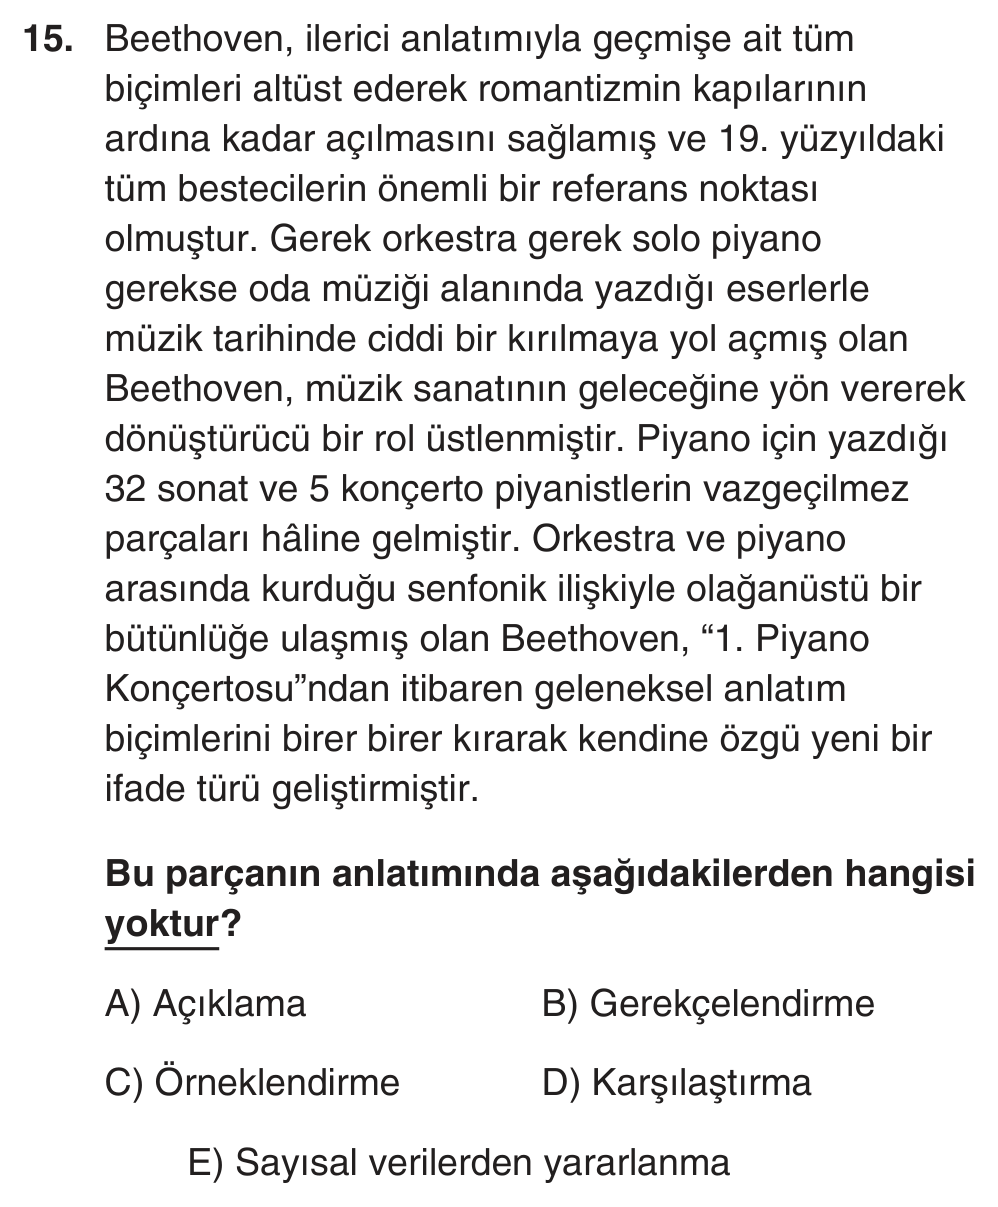 15. Beethoven, ilerici anlatımıyla geçmişe ait tüm
biçimleri altüst ederek romantizmin kapılarının
ardına kadar açılmasını sağlamış ve 19. yüzyıldaki
tüm bestecilerin önemli bir referans noktası
olmuştur. Gerek orkestra gerek solo piyano
gerekse oda müziği alanında yazdığı eserlerle
müzik tarihinde ciddi bir kırılmaya yol açmış olan
Beethoven, müzik sanatının geleceğine yön vererek
dönüştürücü bir rol üstlenmiştir. Piyano için yazdığı
32 sonat ve 5 konçerto piyanistlerin vazgeçilmez
parçaları hâline gelmiştir. Orkestra ve piyano
arasında kurduğu senfonik ilişkiyle olağanüstü bir
bütünlüğe ulaşmış olan Beethoven, “1. Piyano
Konçertosu”ndan itibaren geleneksel anlatım
biçimlerini birer birer kırarak kendine özgü yeni bir
ifade türü geliştirmiştir.
Bu parçanın anlatımında aşağıdakilerden hangisi
yoktur?
A) Açıklama B) Gerekçelendirme
C) Örneklendirme D) Karşılaştırma
E) Sayısal verilerden yararlanma